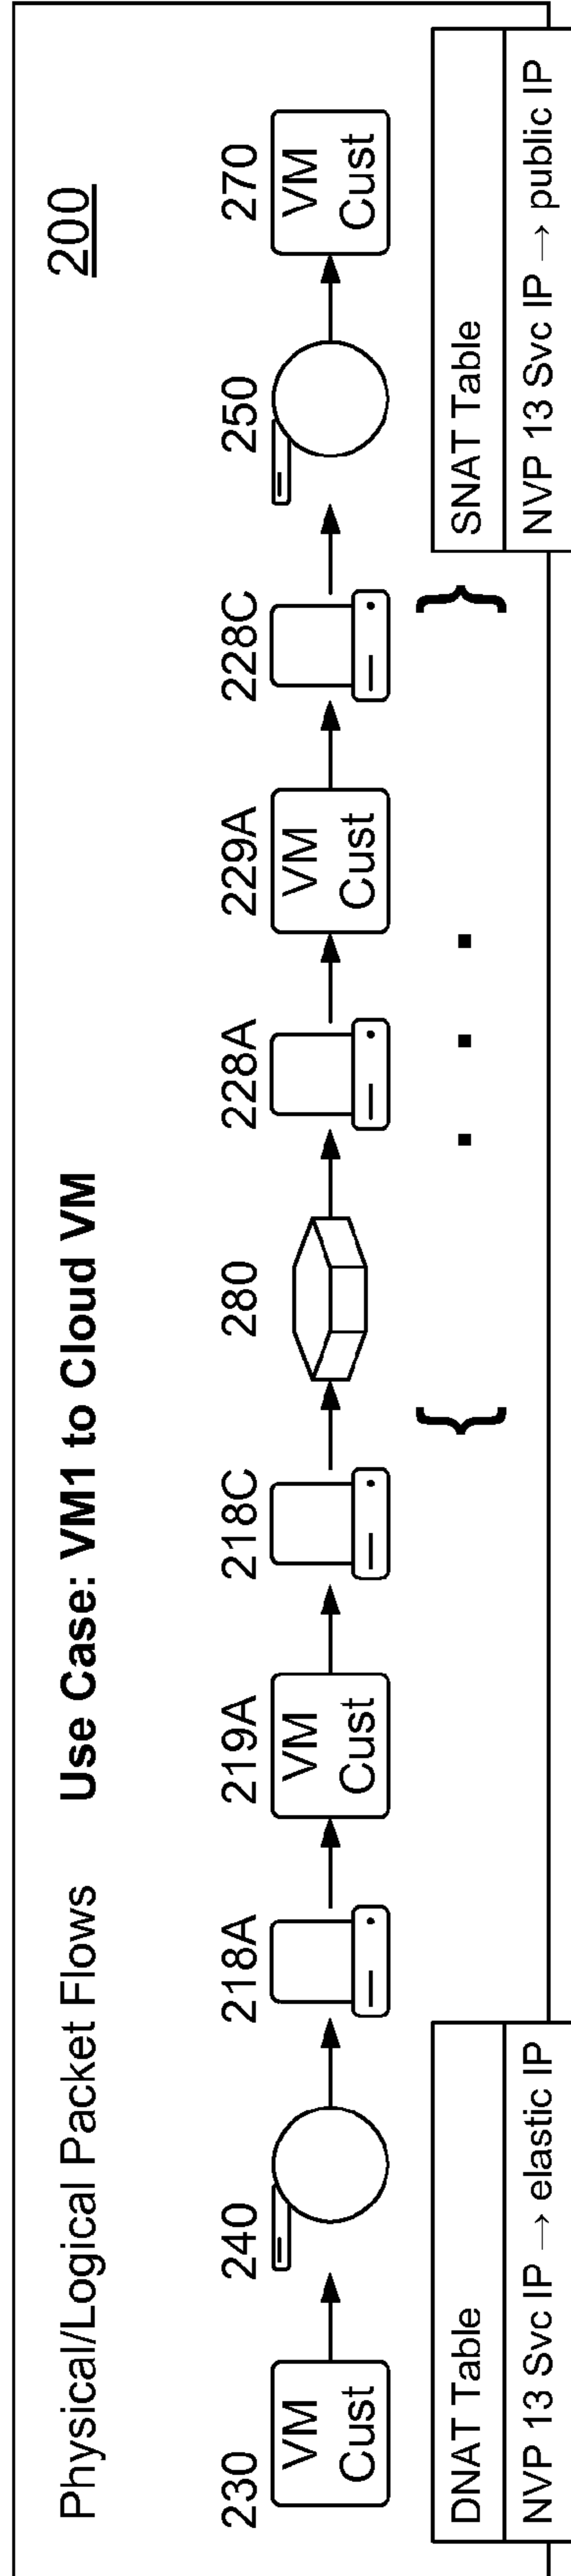 Physical/Logical Packet Flows Use Case: VM1 to Cloud VM
200
230 240 218A 219A 218C 280 228A 229A 228C 250 270
VM VM VM VM
Cust Cust Cust Cust
{ . . . }
DNAT Table SNAT Table
NVP 13 Svc IP → elastic IP NVP 13 Svc IP → public IP